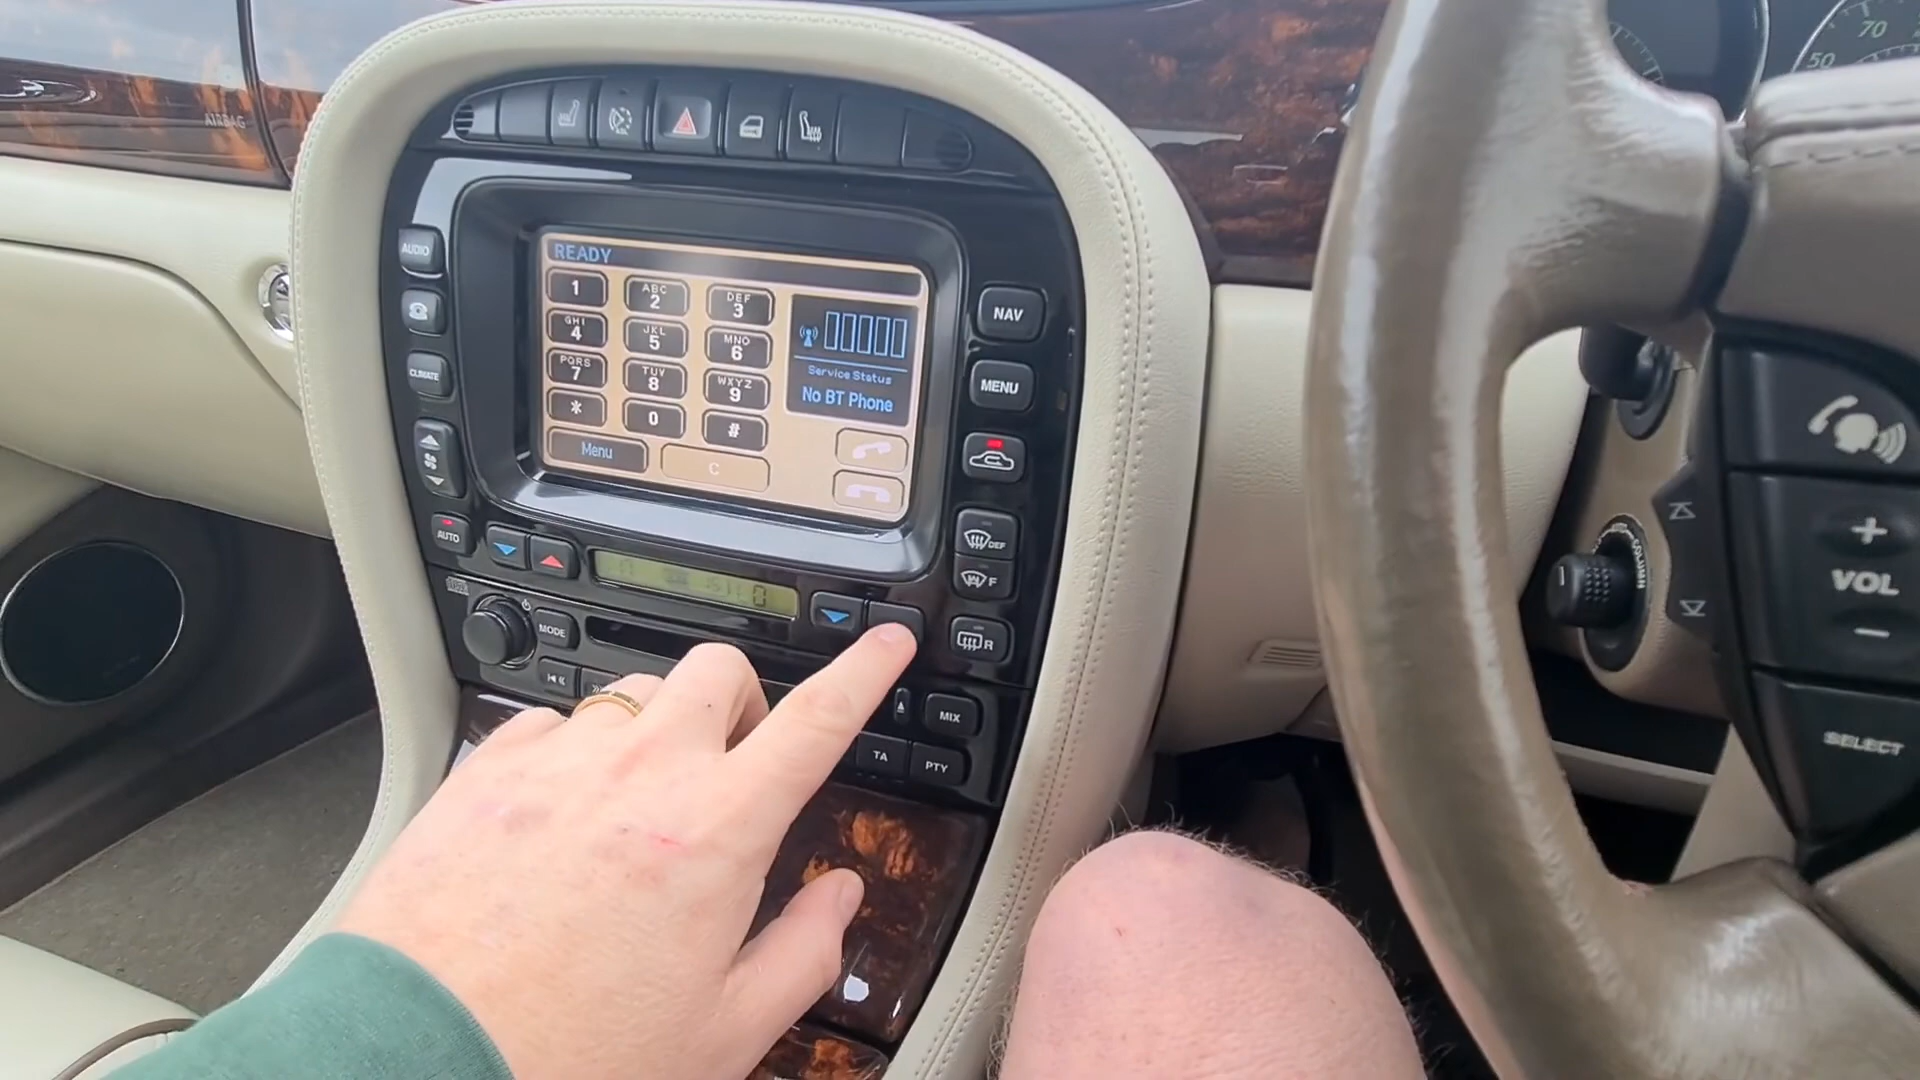 AIRBAG
70
50
AUDIO
READY
1
ABC
2
DEF
3
GHI
4
JKL
5
MNO
6
PQRS
7
TUV
8
WXYZ
9
*
0
#
Service Status
No BT Phone
Menu
C
NAV
MENU
CLIMATE
AUTO
DEF
F
R
MODE
MIX
TA
PTY
COLUMN
+
VOL
−
SELECT